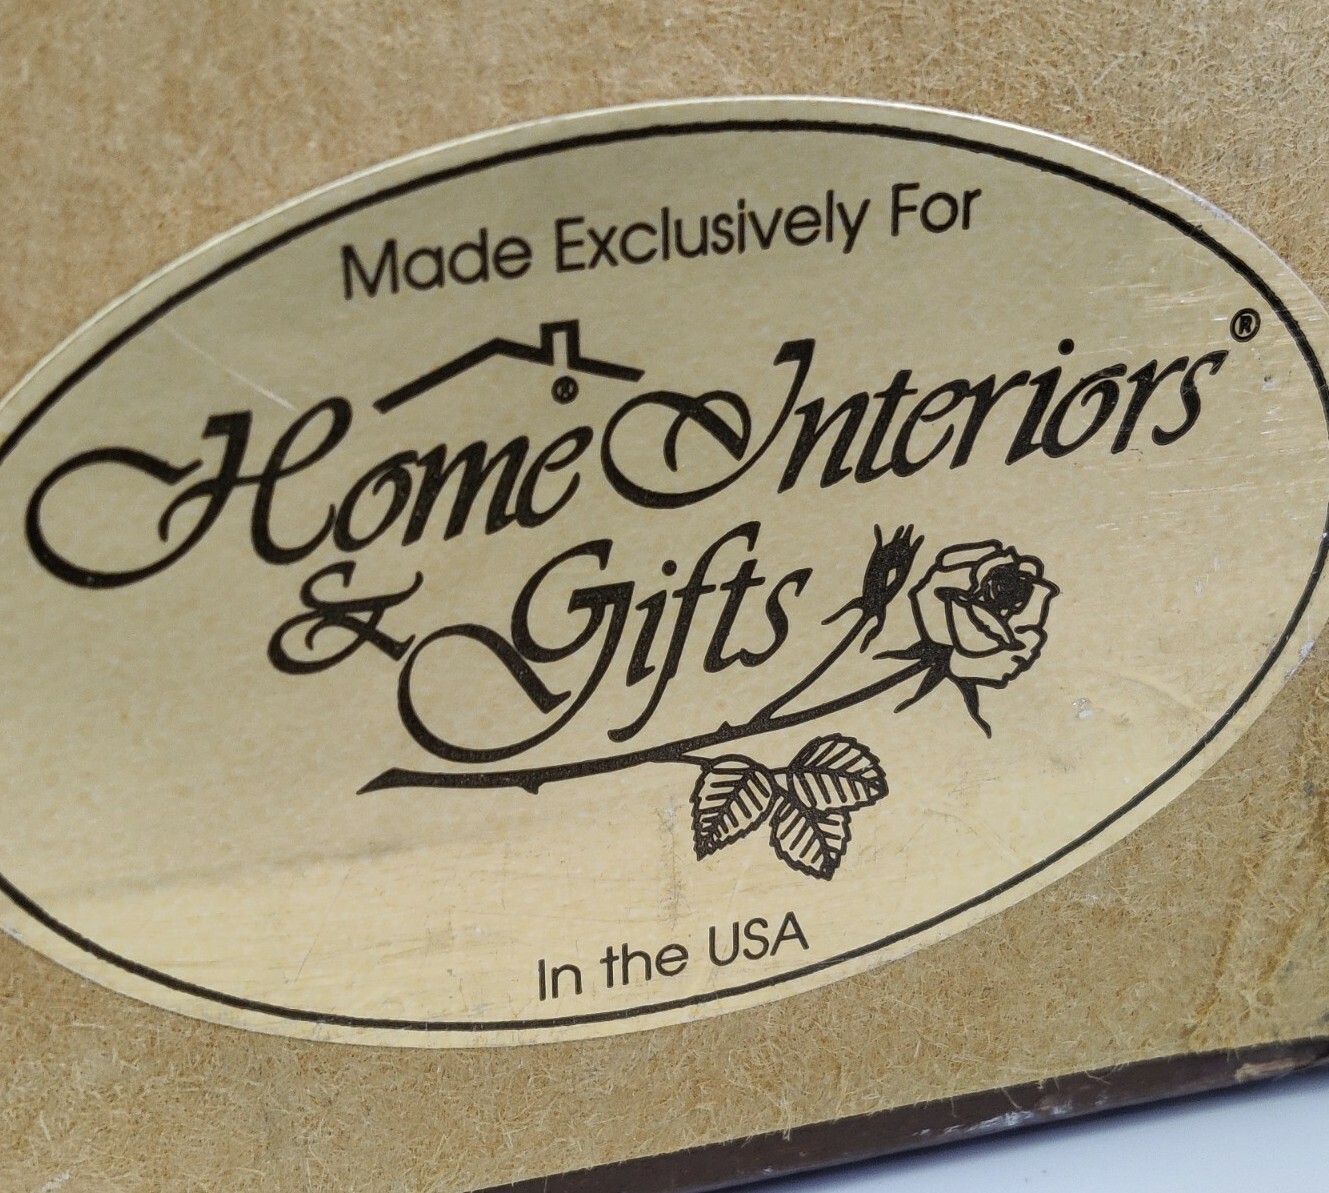 Made Exclusively For
Home Interiors®
& Gifts
In the USA